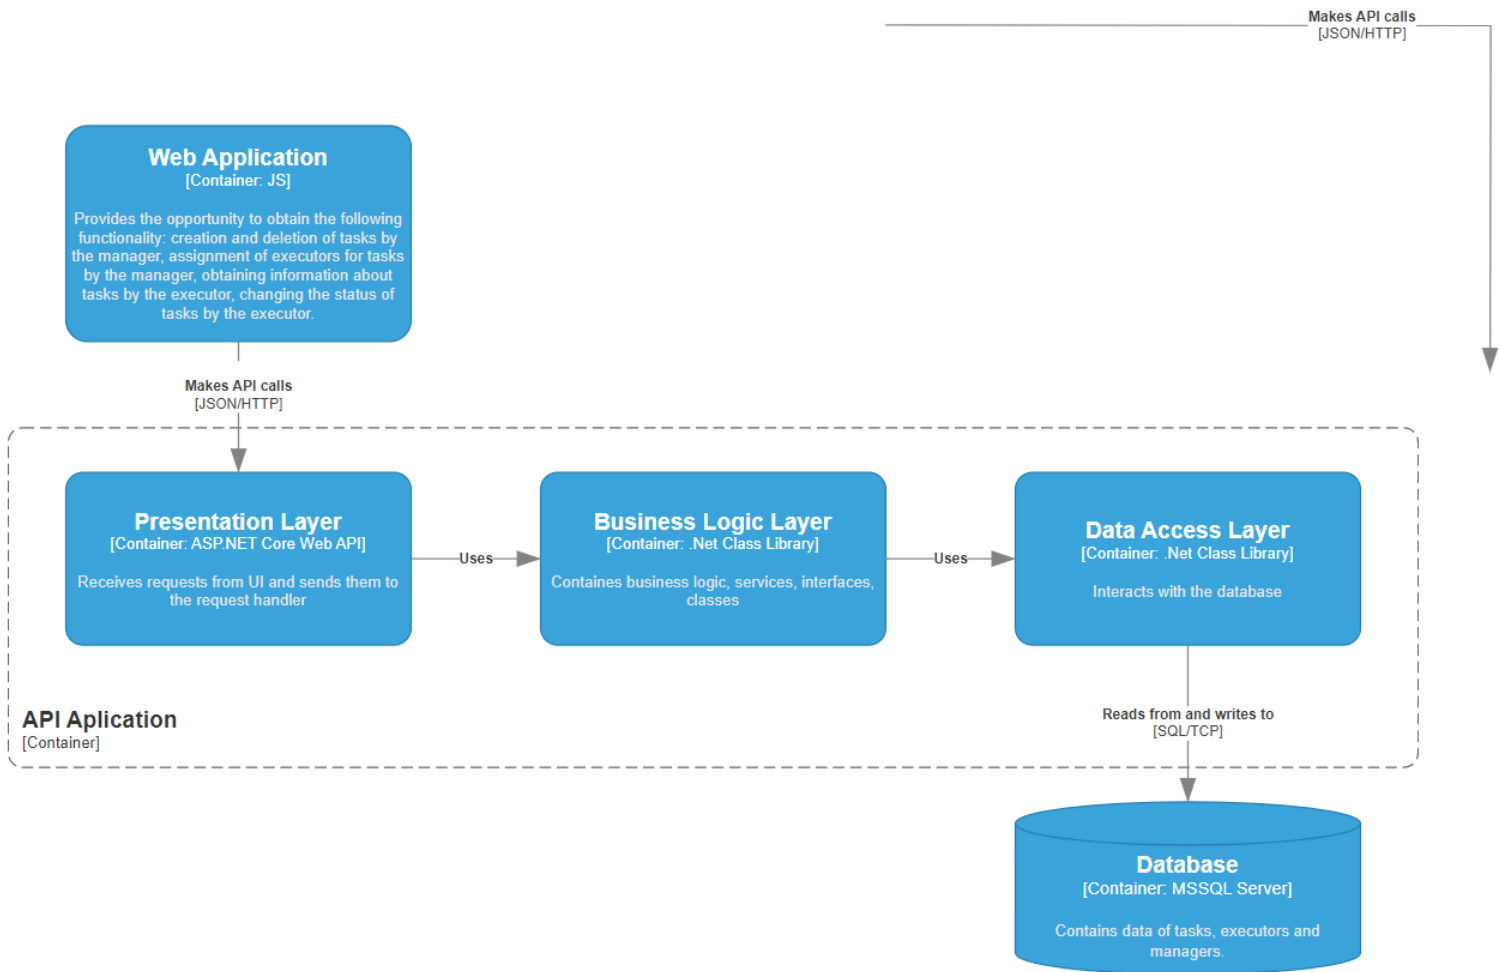 Makes API calls
[JSON/HTTP]
Web Application
[Container: JS]
Provides the opportunity to obtain the following
functionality: creation and deletion of tasks by
the manager, assignment of executors for tasks
by the manager, obtaining information about
tasks by the executor, changing the status of
tasks by the executor.
Makes API calls
[JSON/HTTP]
Presentation Layer
[Container: ASP.NET Core Web API]
Receives requests from UI and sends them to
the request handler
Uses
Business Logic Layer
[Container: .Net Class Library]
Containes business logic, services, interfaces,
classes
Uses
Data Access Layer
[Container: .Net Class Library]
Interacts with the database
API Aplication
[Container]
Reads from and writes to
[SQL/TCP]
Database
[Container: MSSQL Server]
Contains data of tasks, executors and
managers.